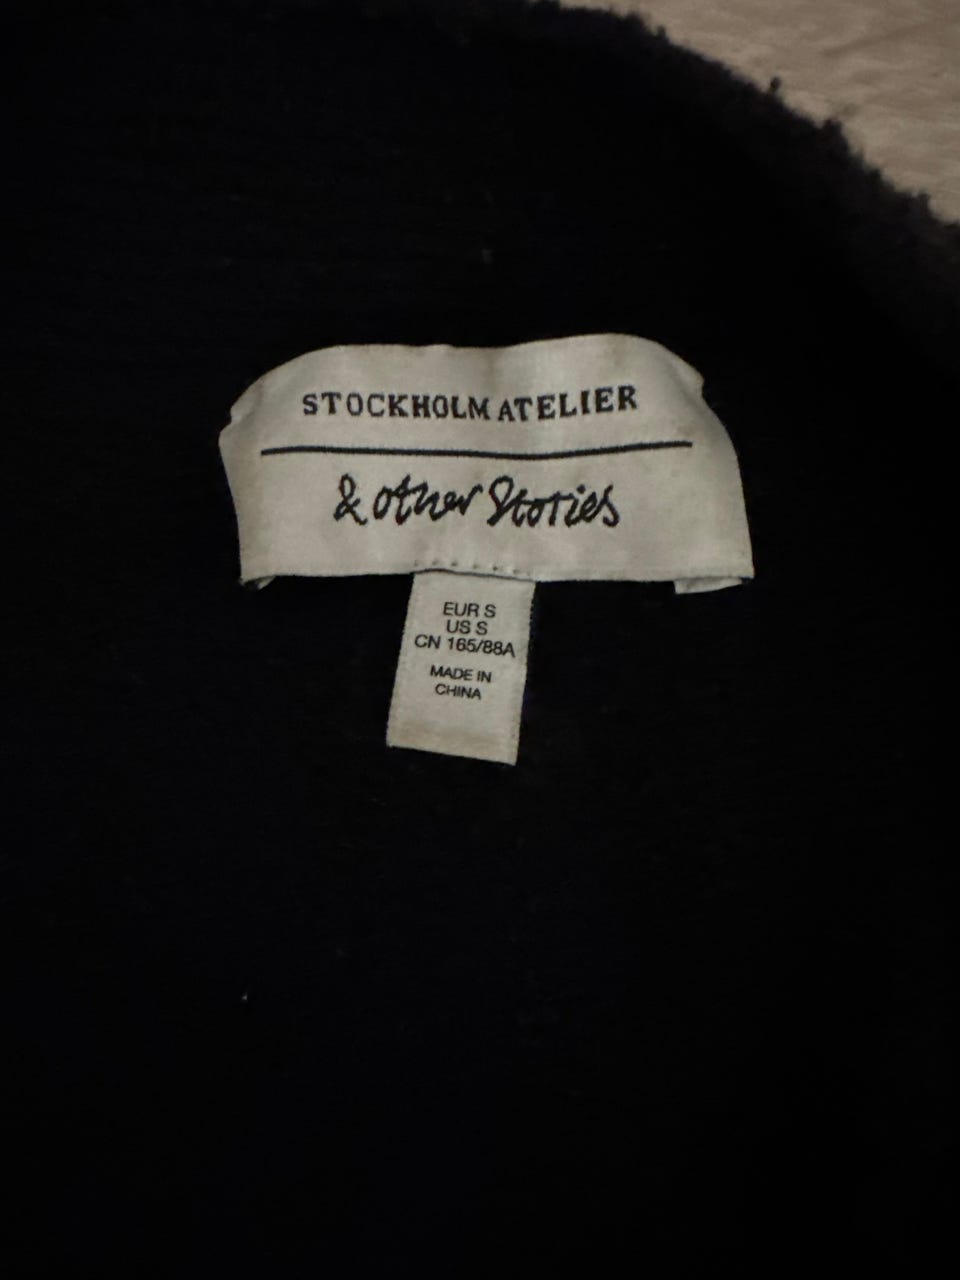 STOCKHOLM ATELIER
& other Stories
EUR S
US S
CN 165/88A
MADE IN
CHINA